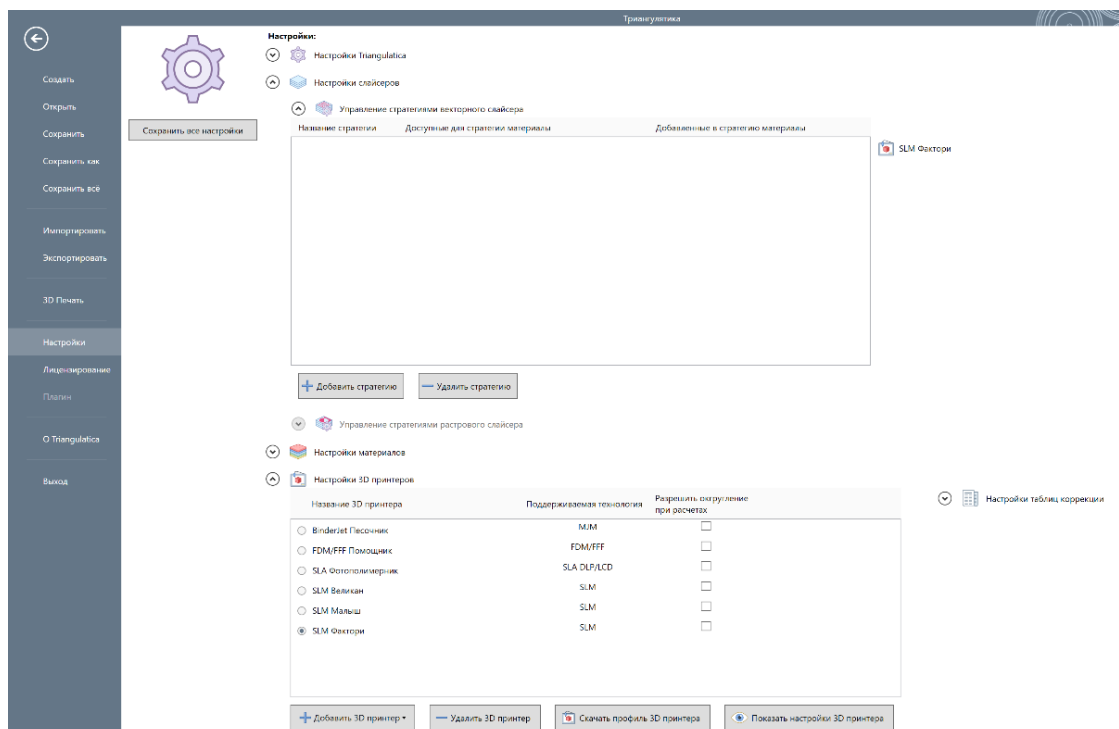 Триангулятика
Создать
Открыть
Сохранить
Сохранить как
Сохранить всё
Импортировать
Экспортировать
3D Печать
Настройки
Лицензирование
Плагин
О Triangulatica
Выход
Сохранить все настройки
Настройки:
Настройки Triangulatica
Настройки слайсеров
Управление стратегиями векторного слайсера
Название стратегии Доступные для стратегии материалы Добавленные в стратегию материалы
SLM Фактори
Добавить стратегию Удалить стратегию
Управление стратегиями растрового слайсера
Настройки материалов
Настройки 3D принтеров
Название 3D принтера Поддерживаемая технология Разрешить округление
при расчетах
BinderJet Песочник MJM
FDM/FFF Помощник FDM/FFF
SLA Фотополимерник SLA DLP/LCD
SLM Великан SLM
SLM Малыш SLM
SLM Фактори SLM
Настройки таблиц коррекции
Добавить 3D принтер Удалить 3D принтер Скачать профиль 3D принтера Показать настройки 3D принтера